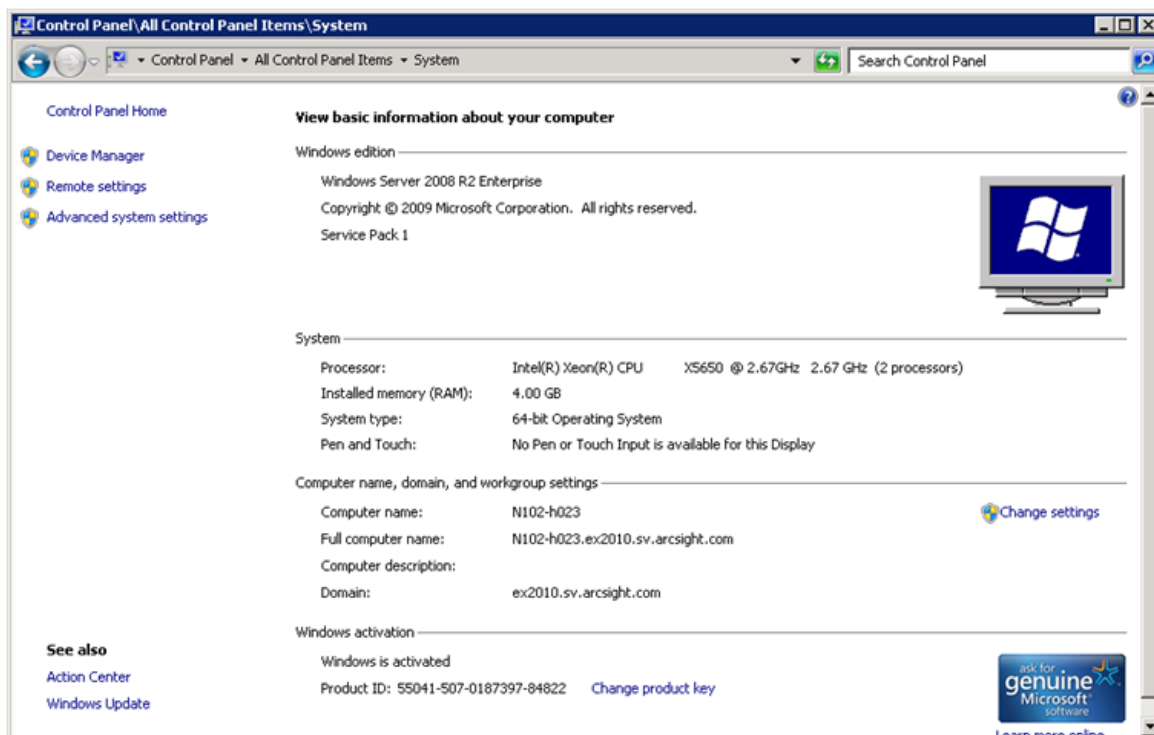 Control Panel\All Control Panel Items\System
Control Panel All Control Panel Items System
Search Control Panel
Control Panel Home
Device Manager
Remote settings
Advanced system settings
See also
Action Center
Windows Update
View basic information about your computer
Windows edition
Windows Server 2008 R2 Enterprise
Copyright © 2009 Microsoft Corporation. All rights reserved.
Service Pack 1
System
Processor: Intel(R) Xeon(R) CPU X5650 @ 2.67GHz 2.67 GHz (2 processors)
Installed memory (RAM): 4.00 GB
System type: 64-bit Operating System
Pen and Touch: No Pen or Touch Input is available for this Display
Computer name, domain, and workgroup settings
Computer name: N102-h023
Change settings
Full computer name: N102-h023.ex2010.sv.arcsight.com
Computer description:
Domain: ex2010.sv.arcsight.com
Windows activation
Windows is activated
Product ID: 55041-507-0187397-84822 Change product key
ask for
genuine
Microsoft
software
Learn more online